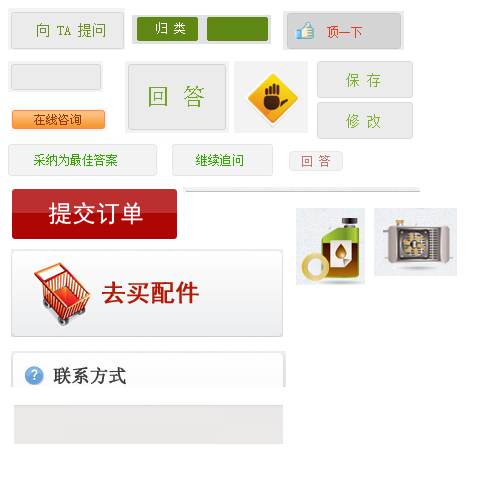 向 TA 提问
归 类
顶一下
回 答
保 存
在线咨询
修 改
采纳为最佳答案
继续追问
回 答
提交订单
去买配件
?
联系方式